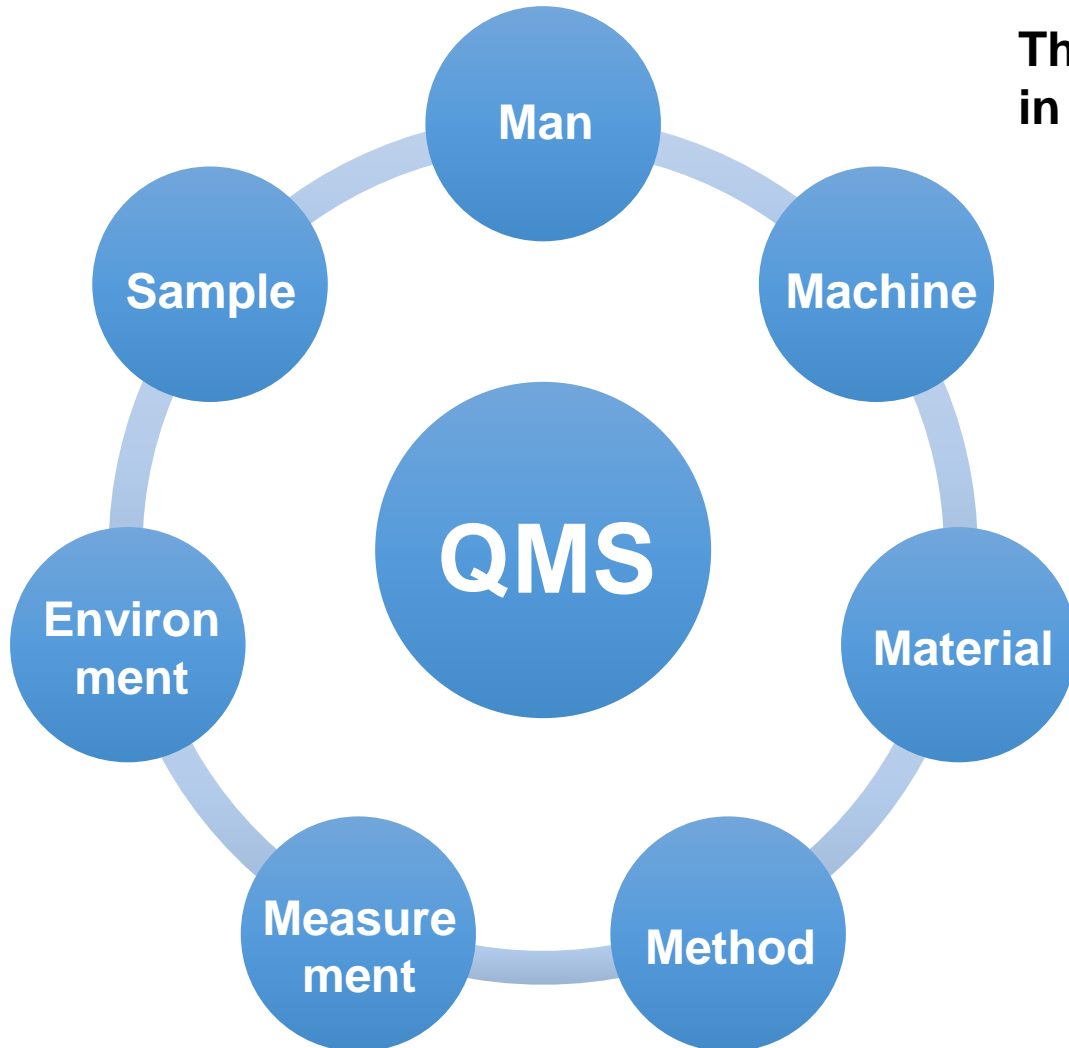 Th
in
Man
Machine
Sample
QMS
Environ
ment
Material
Measure
ment
Method